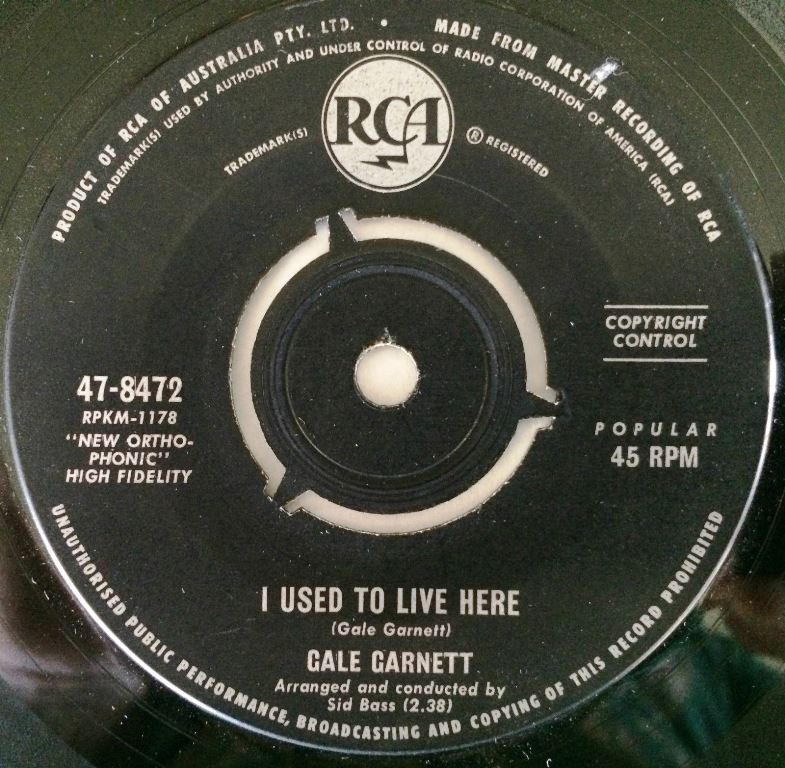 PRODUCT OF RCA OF AUSTRALIA PTY. LTD. • MADE FROM MASTER RECORDING OF RCA
TRADEMARK(S) USED BY AUTHORITY AND UNDER CONTROL OF RADIO CORPORATION OF AMERICA (RCA)
TRADEMARK(S) RCA ® REGISTERED
COPYRIGHT
CONTROL
47-8472
RPKM-1178
"NEW ORTHO-
PHONIC"
HIGH FIDELITY
POPULAR
45 RPM
I USED TO LIVE HERE
(Gale Garnett)
GALE GARNETT
Arranged and conducted by
Sid Bass (2.38)
UNAUTHORISED PUBLIC PERFORMANCE, BROADCASTING AND COPYING OF THIS RECORD PROHIBITED